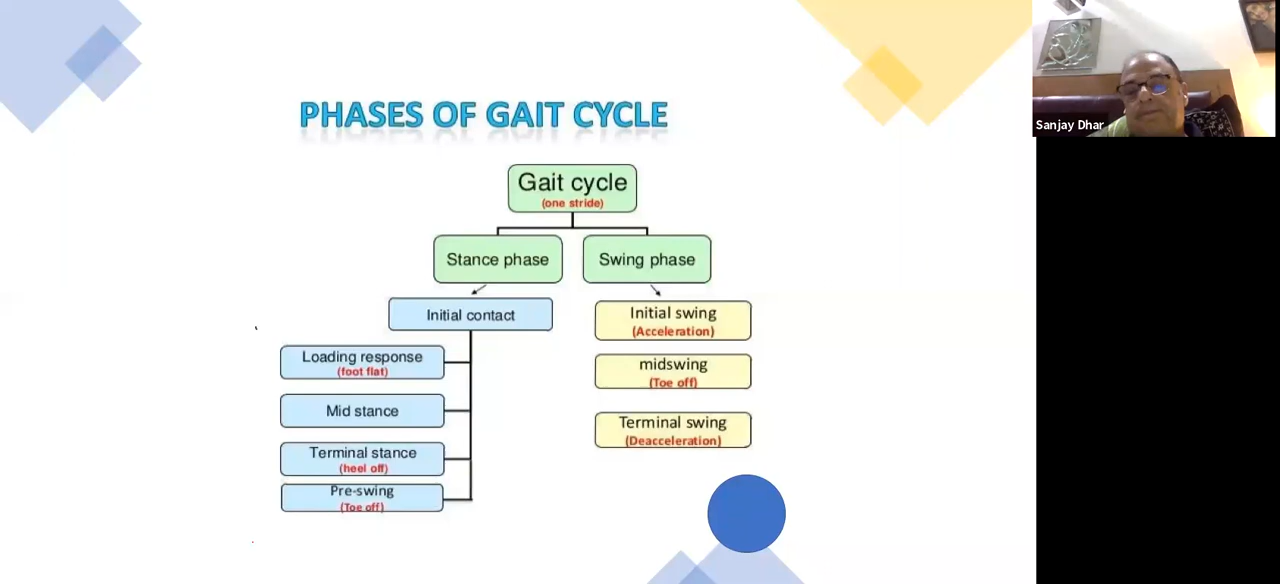 PHASES OF GAIT CYCLE
Gait cycle
(one stride)
Stance phase
Swing phase
Initial contact
Loading response
(foot flat)
Mid stance
Terminal stance
(heel off)
Pre-swing
(Toe off)
Initial swing
(Acceleration)
midswing
(Toe off)
Terminal swing
(Deacceleration)
Sanjay Dhar